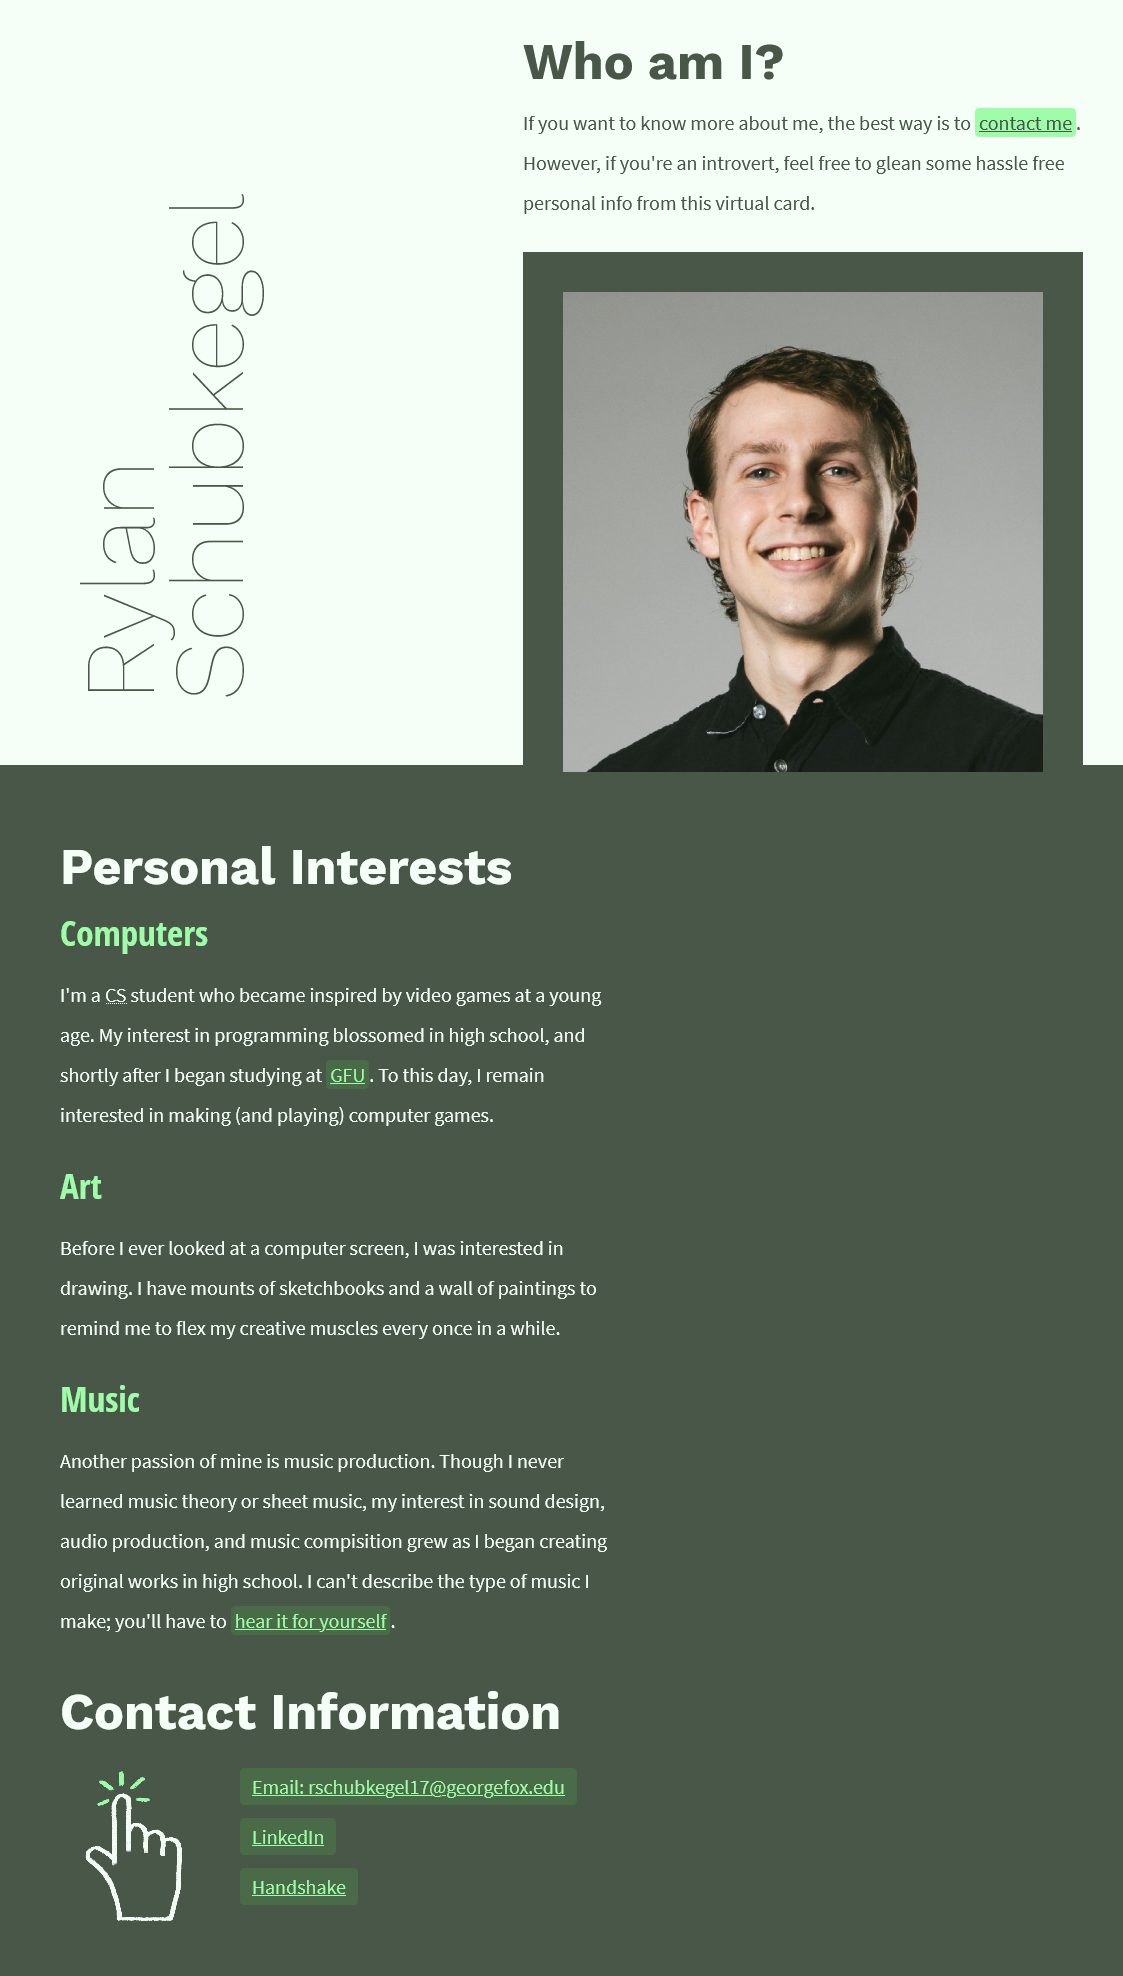 Rylan
Schubkegel
Who am I?
If you want to know more about me, the best way is to contact me.
However, if you're an introvert, feel free to glean some hassle free
personal info from this virtual card.
Personal Interests
Computers
I'm a CS student who became inspired by video games at a young
age. My interest in programming blossomed in high school, and
shortly after I began studying at GFU. To this day, I remain
interested in making (and playing) computer games.
Art
Before I ever looked at a computer screen, I was interested in
drawing. I have mounts of sketchbooks and a wall of paintings to
remind me to flex my creative muscles every once in a while.
Music
Another passion of mine is music production. Though I never
learned music theory or sheet music, my interest in sound design,
audio production, and music compisition grew as I began creating
original works in high school. I can't describe the type of music I
make; you'll have to hear it for yourself.
Contact Information
Email: rschubkegel17@georgefox.edu
LinkedIn
Handshake